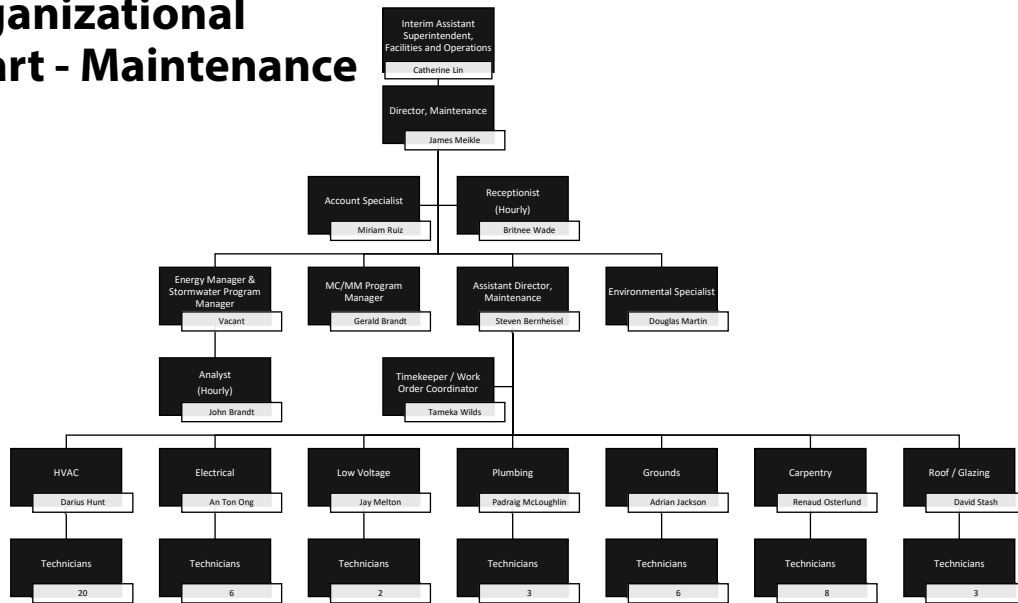 ganizational
art - Maintenance
Interim Assistant
Superintendent,
Facilities and Operations
Catherine Lin
Director, Maintenance
James Meikle
Account Specialist
Miriam Ruiz
Receptionist
(Hourly)
Britnee Wade
Energy Manager &
Stormwater Program
Manager
Vacant
MC/MM Program
Manager
Gerald Brandt
Assistant Director,
Maintenance
Steven Bernheisel
Environmental Specialist
Douglas Martin
Analyst
(Hourly)
John Brandt
Timekeeper / Work
Order Coordinator
Tameka Wilds
HVAC
Darius Hunt
Electrical
An Ton Ong
Low Voltage
Jay Melton
Plumbing
Padraig McLoughlin
Grounds
Adrian Jackson
Carpentry
Renaud Osterlund
Roof / Glazing
David Stash
Technicians
20
Technicians
6
Technicians
2
Technicians
3
Technicians
6
Technicians
8
Technicians
3